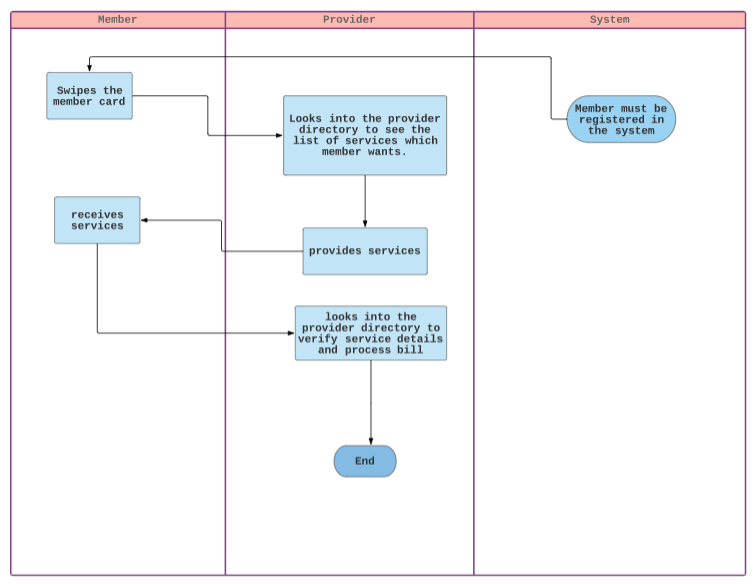 Member
Provider
System
Swipes the
member card
Looks into the provider
directory to see the
list of services which
member wants.
Member must be
registered in
the system
receives
services
provides services
looks into the
provider directory to
verify service details
and process bill
End